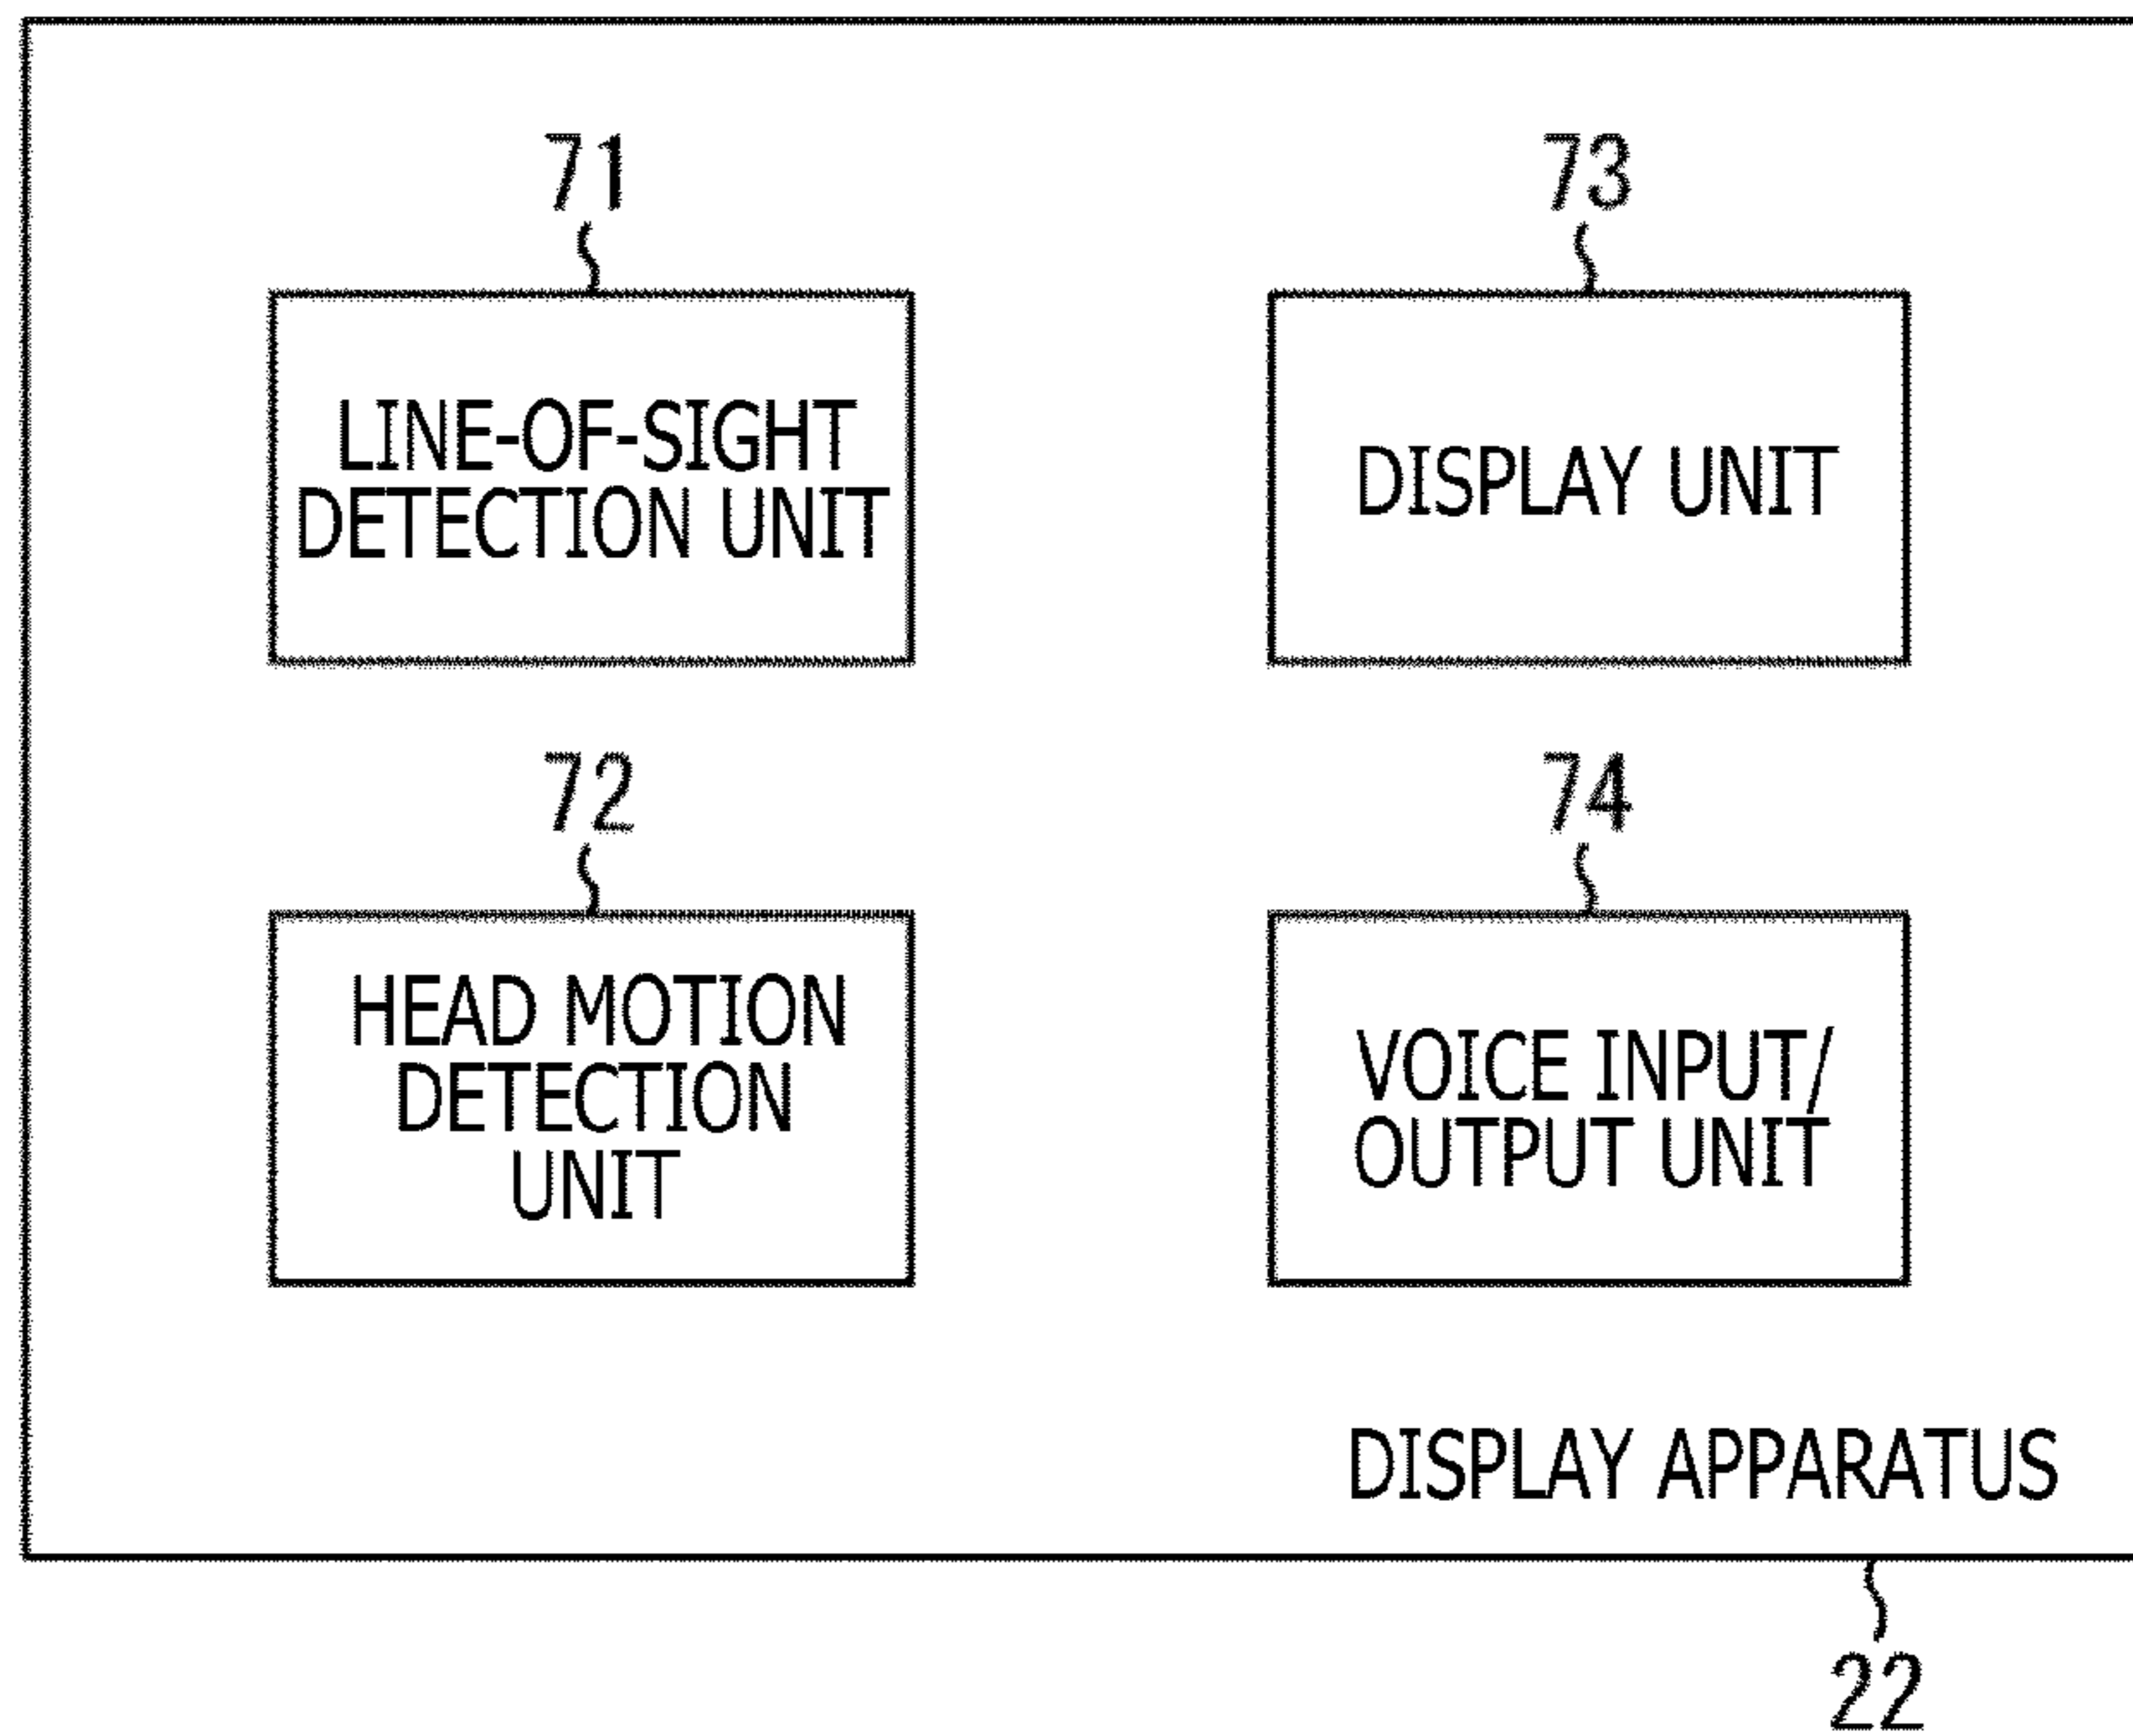 71
LINE-OF-SIGHT
DETECTION UNIT
73
DISPLAY UNIT
72
HEAD MOTION
DETECTION
UNIT
74
VOICE INPUT/
OUTPUT UNIT
DISPLAY APPARATUS
22